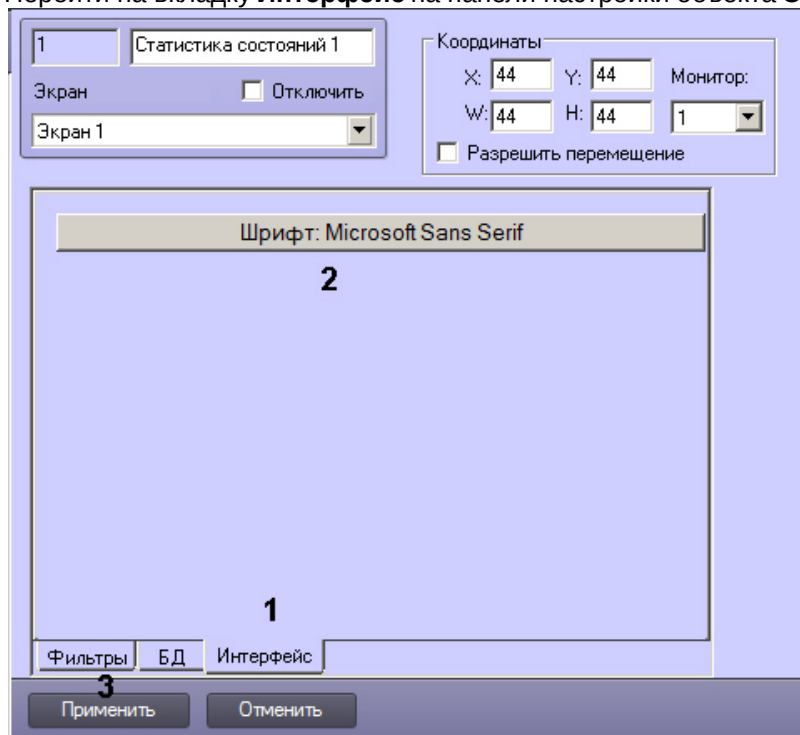 Перейти на вкладку Интерфейс на панели настройки объекта
1 Статистика состояний 1
Экран Отключить
Экран 1
Координаты
X: 44 Y: 44 Монитор:
W: 44 H: 44 1
Разрешить перемещение
Шрифт: Microsoft Sans Serif
2
1
Фильтры БД Интерфейс
3
Применить Отменить